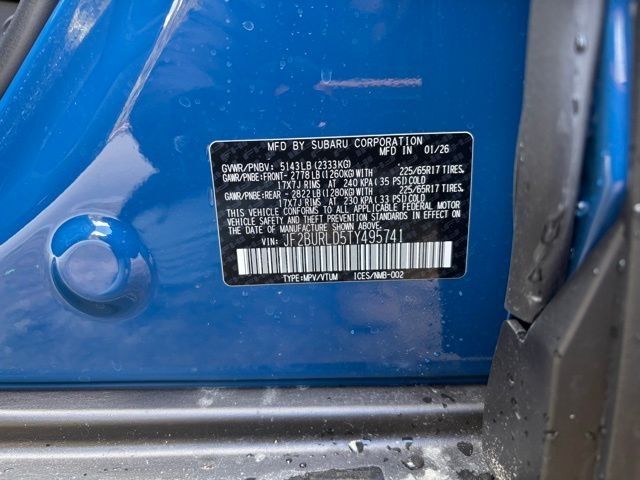 MFD BY SUBARU CORPORATION
MFD IN 01/26
GVWR/PNBV: 5143LB(2333KG)
GAWR/PNBE:FRONT- 2778LB(1260KG)WITH 225/65R17 TIRES,
17X7J RIMS AT 240 KPA(35 PSI)COLD
GAWR/PNBE:REAR -2822LB(1280KG)WITH 225/65R17 TIRES,
17X7J RIMS AT 230 KPA(33 PSI)COLD
THIS VEHICLE CONFORMS TO ALL APPLICABLE FEDERAL MOTOR
VEHICLE SAFETY AND THEFT PREVENTION STANDARDS IN EFFECT ON
THE DATE OF MANUFACTURE SHOWN ABOVE.
VIN: JF2BURLD5TY495741
TYPE:MPV/VTUM ICES/NMB-002